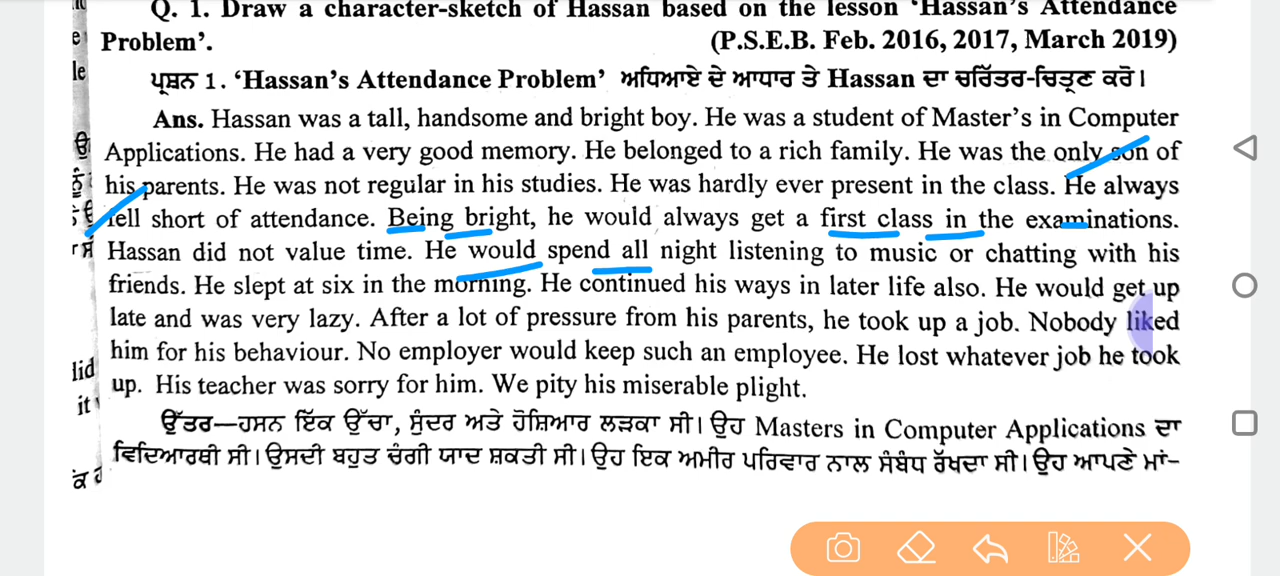 Q. 1. Draw a character-sketch of Hassan based on the lesson ‘Hassan’s Attendance
Problem’. (P.S.E.B. Feb. 2016, 2017, March 2019)
ਪ੍ਰਸ਼ਨ 1. ‘Hassan’s Attendance Problem’ ਅਧਿਆਏ ਦੇ ਆਧਾਰ ਤੇ Hassan ਦਾ ਚਰਿੱਤਰ-ਚਿਤ੍ਰਣ ਕਰੋ।
Ans. Hassan was a tall, handsome and bright boy. He was a student of Master’s in Computer
Applications. He had a very good memory. He belonged to a rich family. He was the only son of
his parents. He was not regular in his studies. He was hardly ever present in the class. He always
fell short of attendance. Being bright, he would always get a first class in the examinations.
Hassan did not value time. He would spend all night listening to music or chatting with his
friends. He slept at six in the morning. He continued his ways in later life also. He would get up
late and was very lazy. After a lot of pressure from his parents, he took up a job. Nobody liked
him for his behaviour. No employer would keep such an employee. He lost whatever job he took
up. His teacher was sorry for him. We pity his miserable plight.
ਉੱਤਰ—ਹਸਨ ਇੱਕ ਉੱਚਾ, ਸੁੰਦਰ ਅਤੇ ਹੋਸ਼ਿਆਰ ਲੜਕਾ ਸੀ। ਉਹ Masters in Computer Applications ਦਾ
ਵਿਦਿਆਰਥੀ ਸੀ। ਉਸਦੀ ਬਹੁਤ ਚੰਗੀ ਯਾਦ ਸ਼ਕਤੀ ਸੀ। ਉਹ ਇਕ ਅਮੀਰ ਪਰਿਵਾਰ ਨਾਲ ਸੰਬੰਧ ਰੱਖਦਾ ਸੀ। ਉਹ ਆਪਣੇ ਮਾਂ-